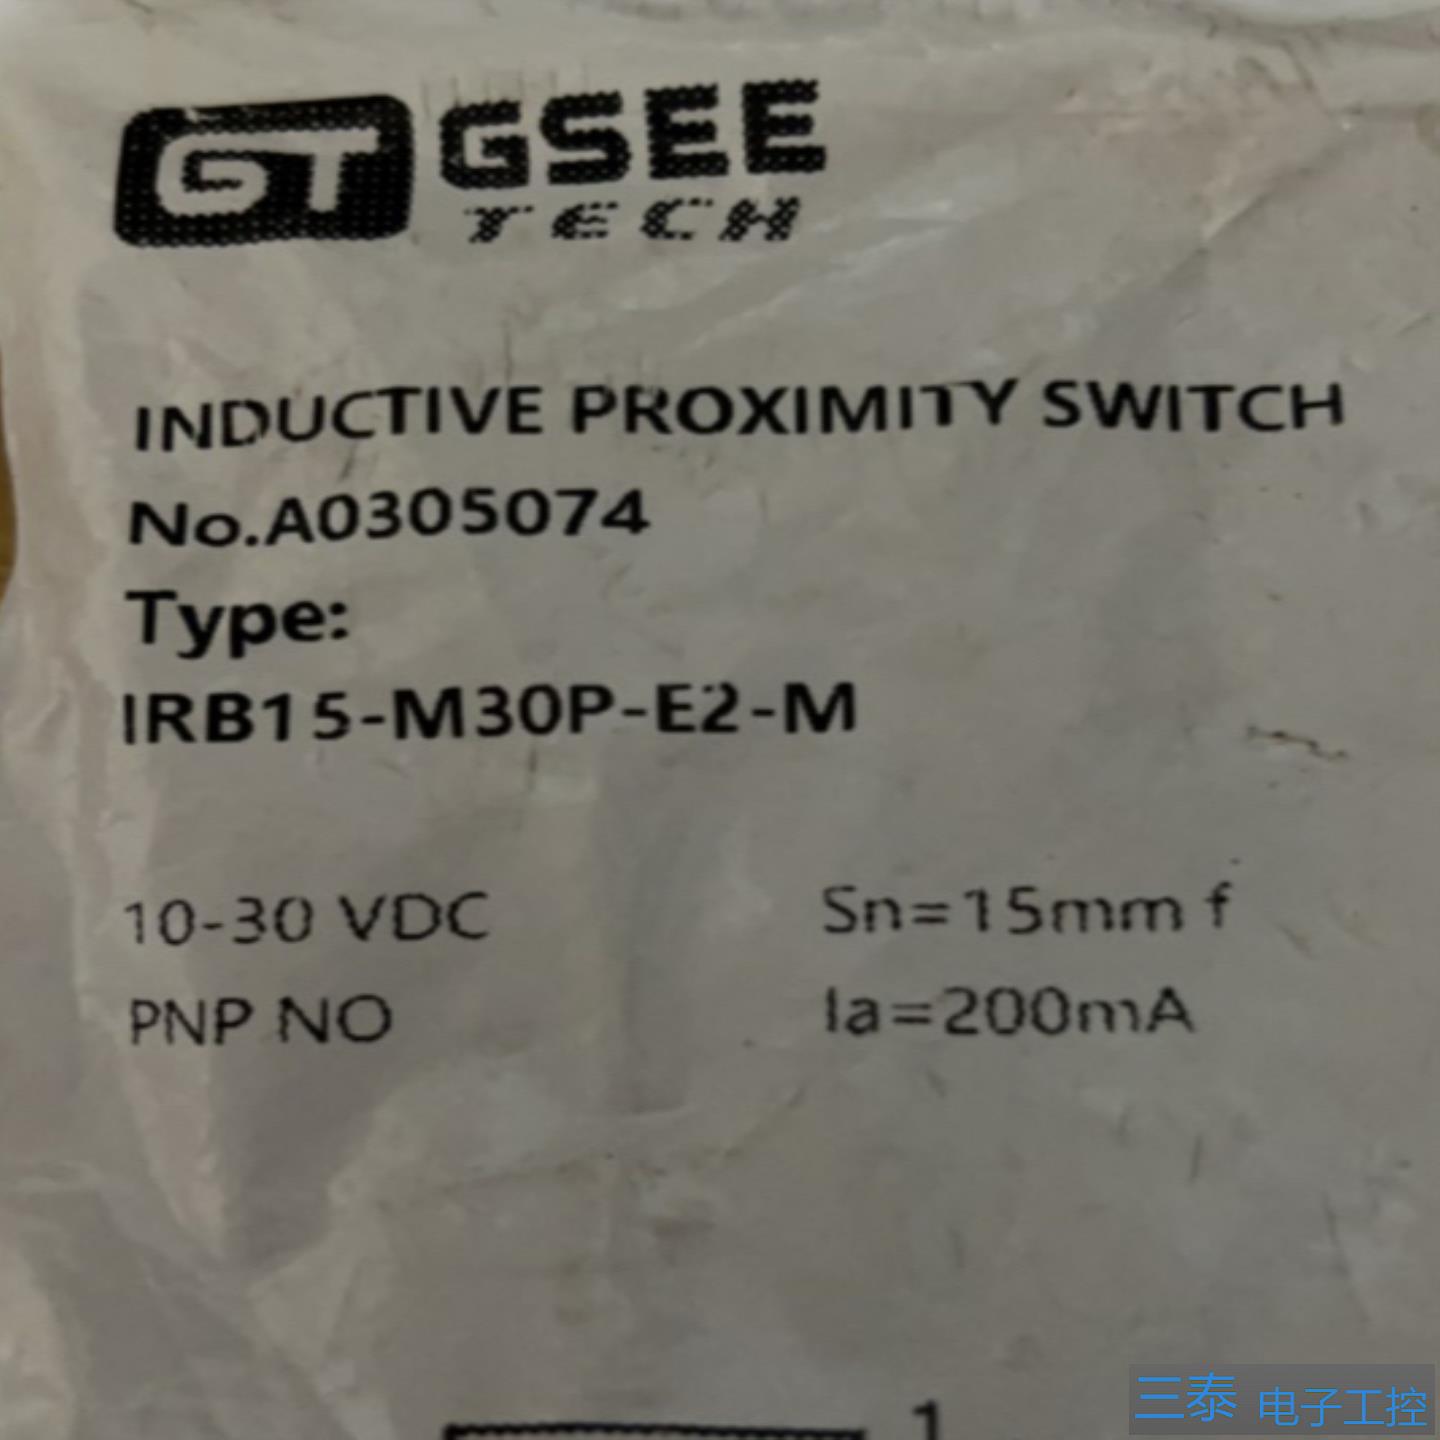 GT GSEE
TECH
INDUCTIVE PROXIMITY SWITCH
No.A0305074
Type:
IRB15-M30P-E2-M
10-30 VDC Sn=15mm f
PNP NO Ia=200mA
1
三泰 电子工控